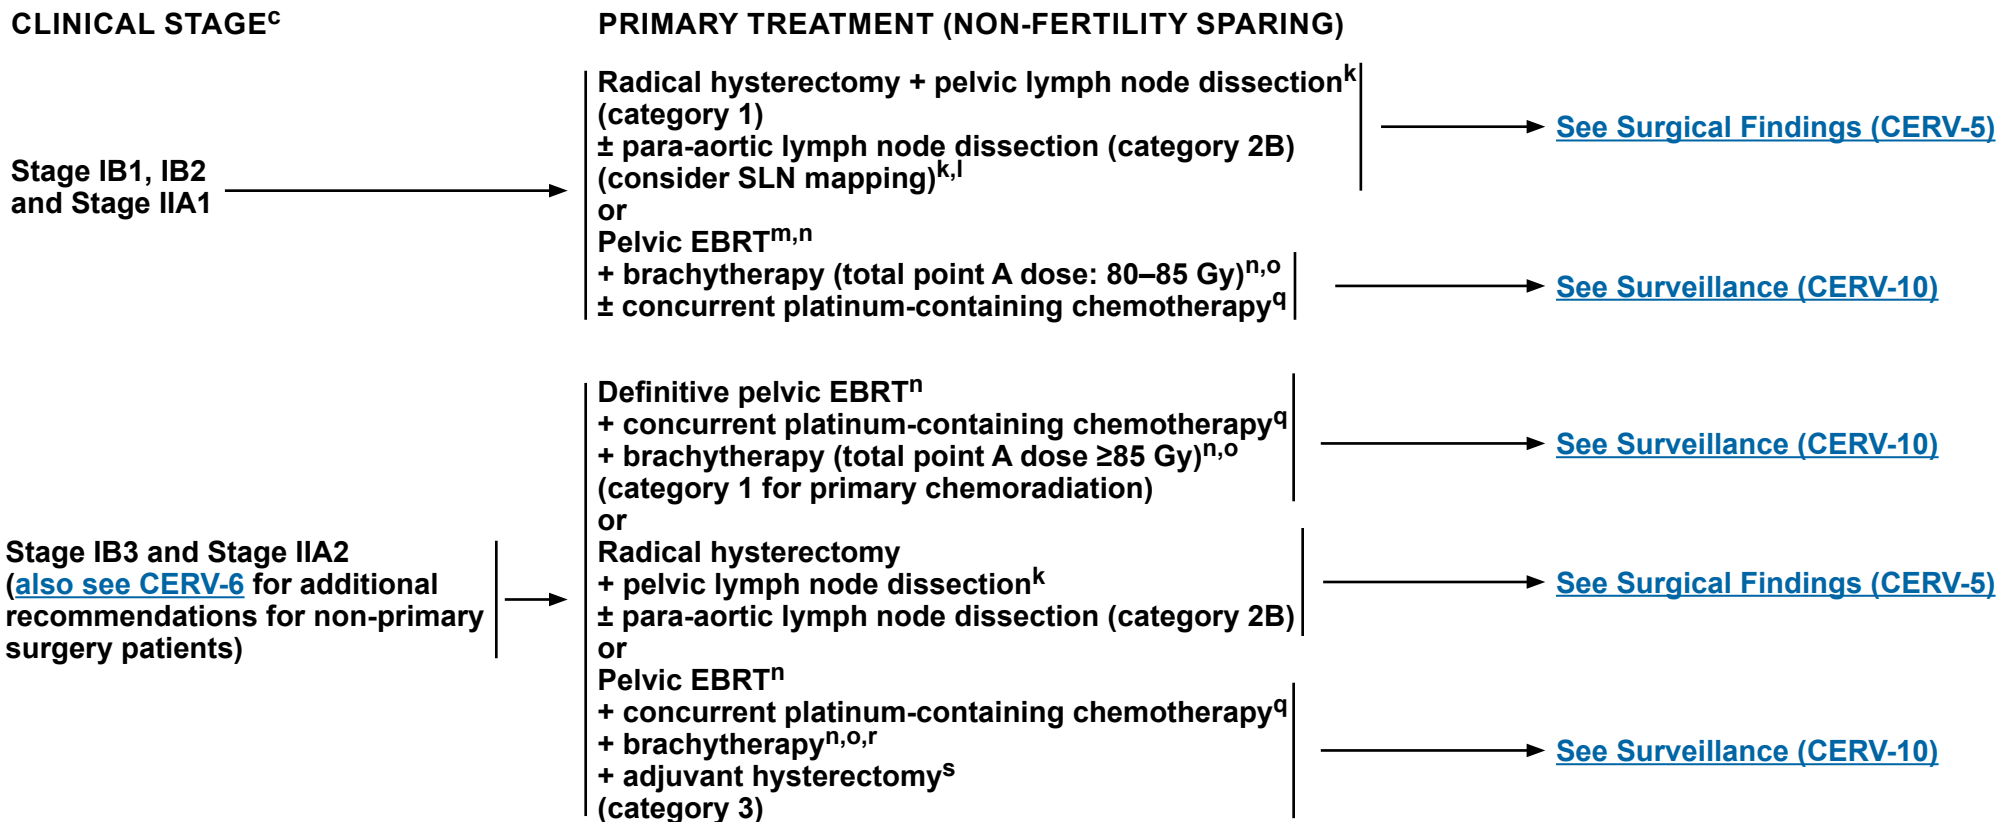 CLINICAL STAGEc
PRIMARY TREATMENT (NON-FERTILITY SPARING)
Stage IB1, IB2
and Stage IIA1
Radical hysterectomy + pelvic lymph node dissectionk
(category 1)
± para-aortic lymph node dissection (category 2B)
(consider SLN mapping)k,l
or
Pelvic EBRTm,n
+ brachytherapy (total point A dose: 80–85 Gy)n,o
± concurrent platinum-containing chemotherapyq
See Surgical Findings (CERV-5)
See Surveillance (CERV-10)
Stage IB3 and Stage IIA2
(also see CERV-6 for additional
recommendations for non-primary
surgery patients)
Definitive pelvic EBRTn
+ concurrent platinum-containing chemotherapyq
+ brachytherapy (total point A dose ≥85 Gy)n,o
(category 1 for primary chemoradiation)
or
Radical hysterectomy
+ pelvic lymph node dissectionk
± para-aortic lymph node dissection (category 2B)
or
Pelvic EBRTn
+ concurrent platinum-containing chemotherapyq
+ brachytherapyn,o,r
+ adjuvant hysterectomys
(category 3)
See Surveillance (CERV-10)
See Surgical Findings (CERV-5)
See Surveillance (CERV-10)